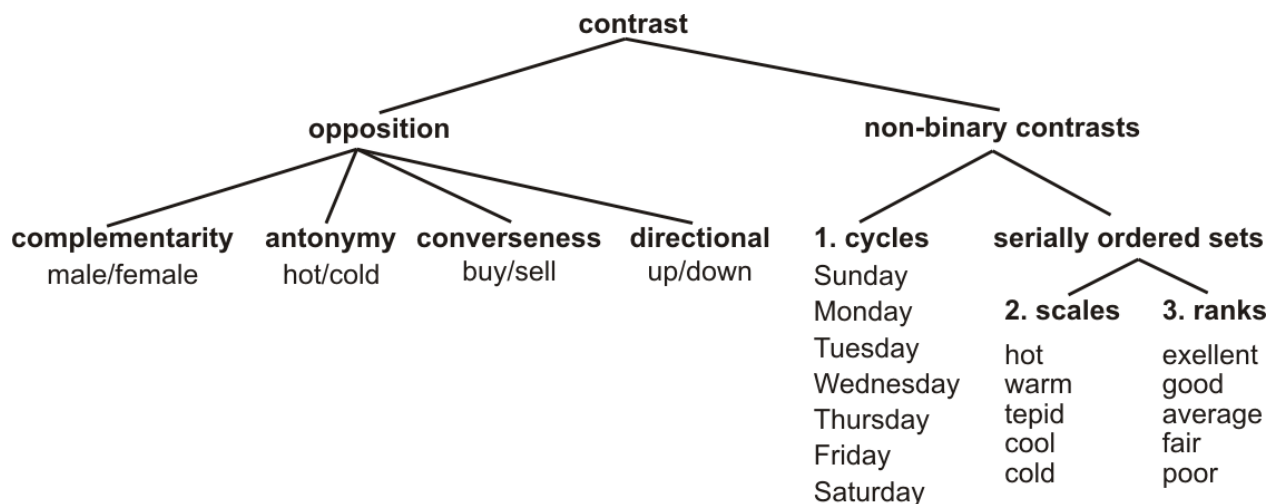 contrast
opposition
non-binary contrasts
complementarity
male/female
antonymy
hot/cold
converseness
buy/sell
directional
up/down
1. cycles
Sunday
Monday
Tuesday
Wednesday
Thursday
Friday
Saturday
serially ordered sets
2. scales
hot
warm
tepid
cool
cold
3. ranks
exellent
good
average
fair
poor